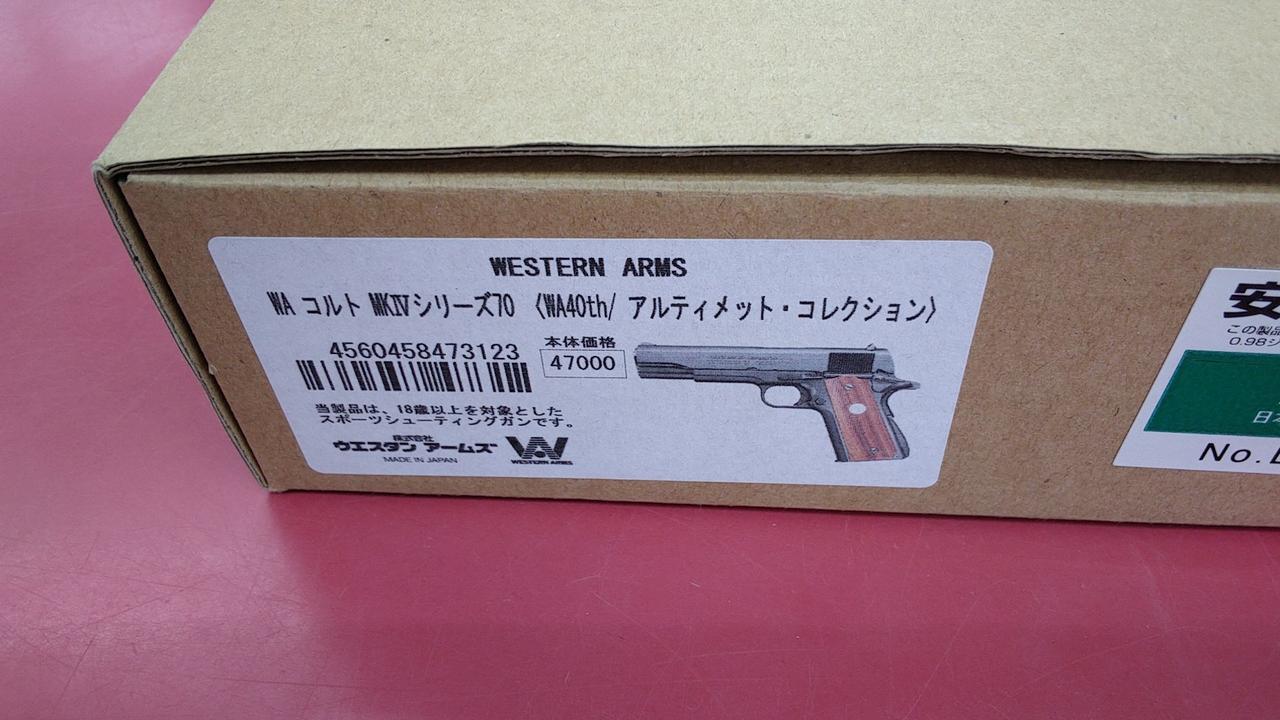 WESTERN ARMS
WA コルト MKⅣシリーズ70 〈WA40th/ アルティメット・コレクション〉
4560458473123
本体価格
47000
当製品は、18歳以上を対象とした
スポーツシューティングガンです。
株式会社
ウエスタン アームズ
MADE IN JAPAN
WA
WESTERN ARMS
安
この製品
0.98ジ
日本
No.